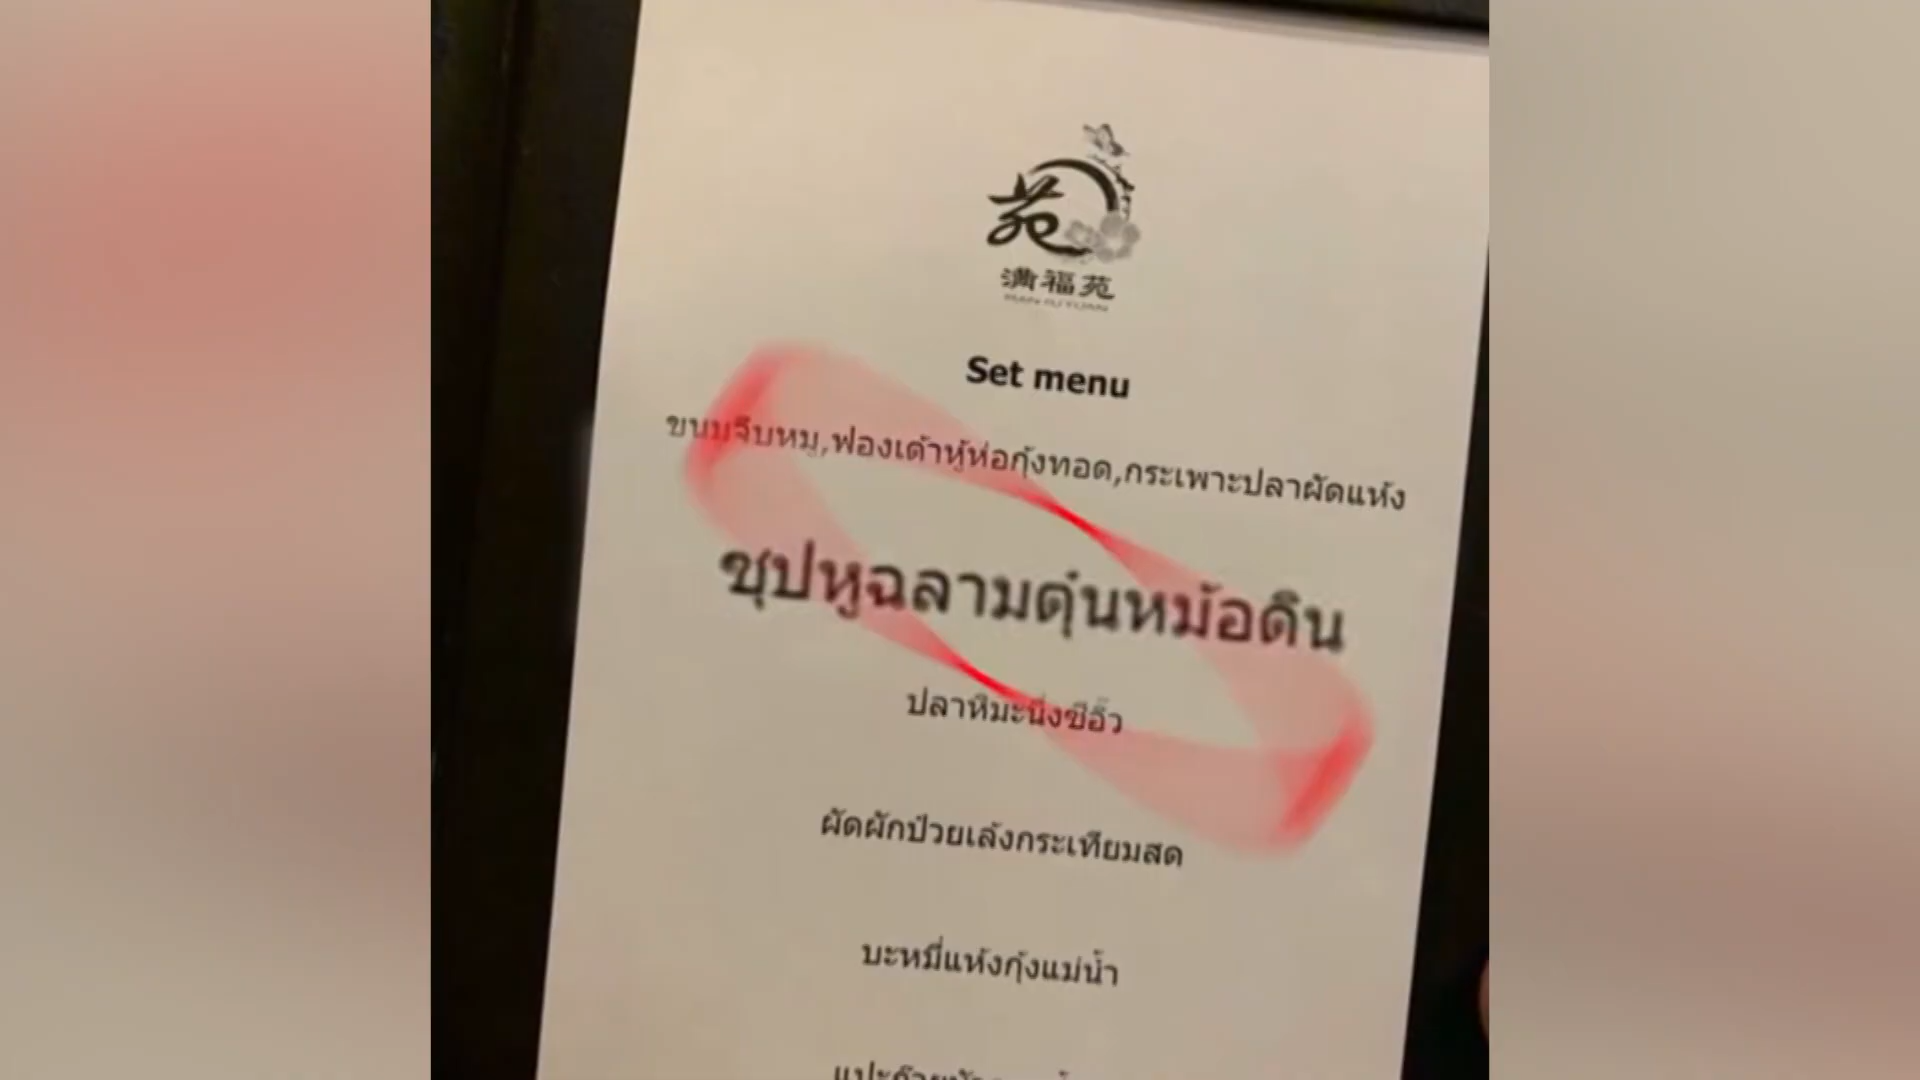 苑
满福苑
MAN FU YUAN
Set menu
ขนมจีบหมู,ฟองเต้าหู้ห่อกุ้งทอด,กระเพาะปลาผัดแห้ง
ซุปหูฉลามตุ๋นหม้อดิน
ปลาหิมะนึ่งซีอิ๊ว
ผัดผักป๋วยเล้งกระเทียมสด
บะหมี่แห้งกุ้งแม่น้ำ